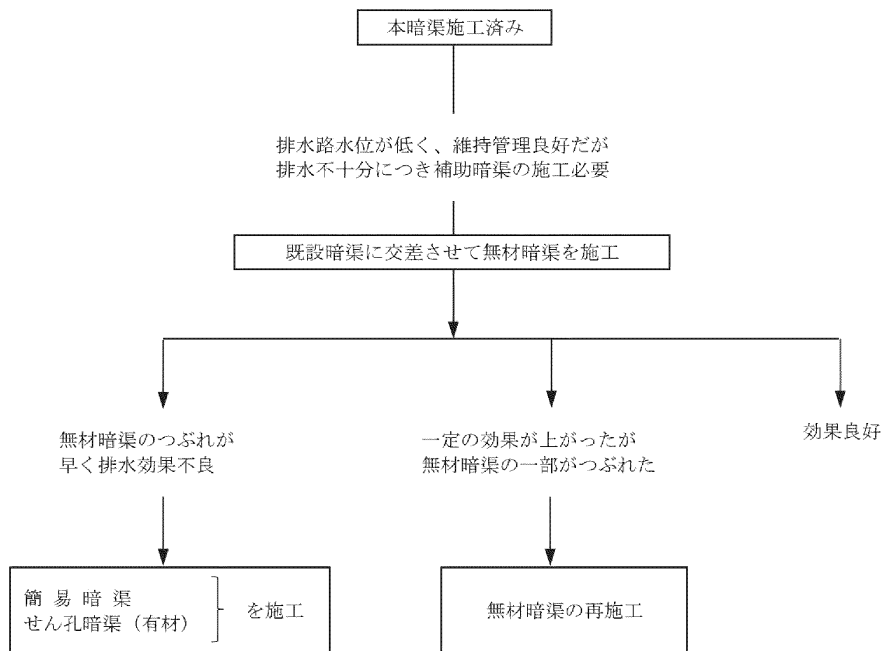 本暗渠施工済み
排水路水位が低く、維持管理良好だが
排水不十分につき補助暗渠の施工必要
既設暗渠に交差させて無材暗渠を施工
無材暗渠のつぶれが
早く排水効果不良
一定の効果が上がったが
無材暗渠の一部がつぶれた
効果良好
簡 易 暗 渠
せん孔暗渠（有材）
を施工
無材暗渠の再施工